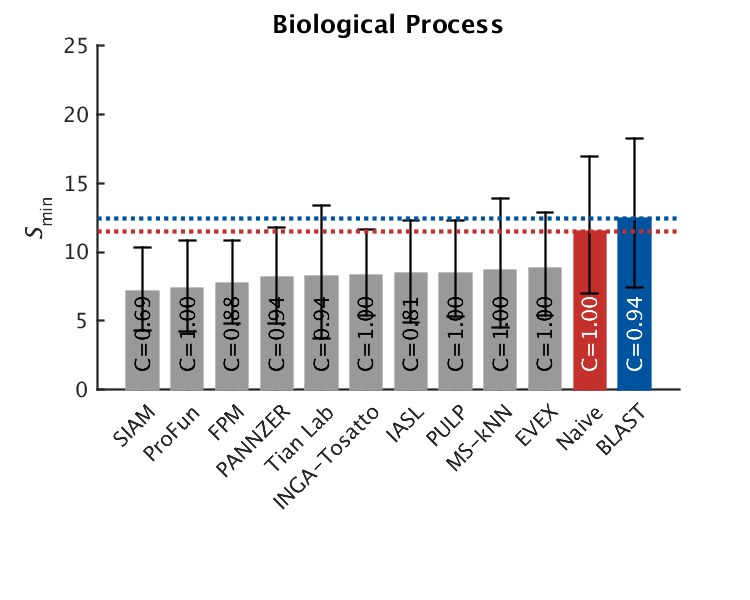 Biological Process
25
20
15
10
5
0
Smin
C=0.69
C=1.00
C=0.88
C=0.94
C=0.94
C=1.00
C=0.81
C=1.00
C=1.00
C=1.00
C=1.00
C=0.94
SIAM
ProFun
FPM
PANNZER
Tian Lab
INGA-Tosatto
IASL
PULP
MS-kNN
EVEX
Naive
BLAST